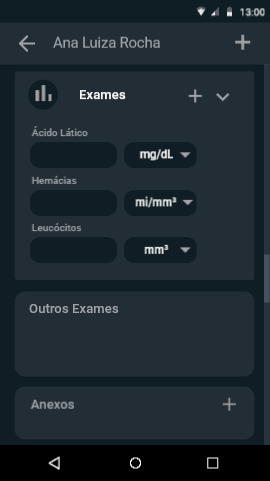 13:00
Ana Luiza Rocha
Exames
Ácido Lático
mg/dL
Hemácias
mi/mm³
Leucócitos
mm³
Outros Exames
Anexos